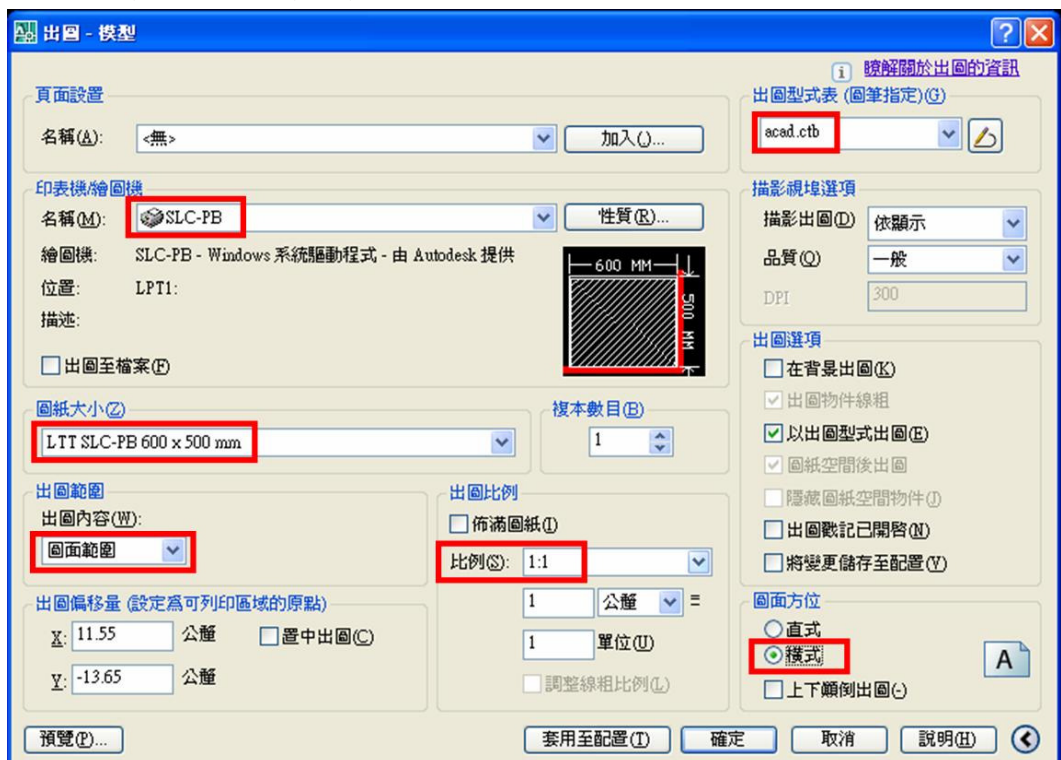 出圖 - 模型
瞭解關於出圖的資訊
頁面設置
名稱(A): <無> 加入()...
出圖型式表 (圖筆指定)(G)
acad.ctb
印表機/繪圖機
名稱(M): SLC-PB 性質(R)...
繪圖機: SLC-PB - Windows 系統驅動程式 - 由 Autodesk 提供
位置: LPT1:
描述:
出圖至檔案(F)
600 MM
500 MM
描影視埠選項
描影出圖(D) 依顯示
品質(Q) 一般
DPI 300
圖紙大小(Z)
LTT SLC-PB 600 x 500 mm
複本數目(B)
1
出圖選項
在背景出圖(K)
出圖物件線粗
以出圖型式出圖(E)
圖紙空間後出圖
隱藏圖紙空間物件(J)
出圖戳記已開啓(N)
將變更儲存至配置(V)
出圖範圍
出圖內容(W):
圖面範圍
出圖比例
佈滿圖紙(I)
比例(S): 1:1
1 公釐 =
1 單位(U)
調整線粗比例(L)
出圖偏移量 (設定爲可列印區域的原點)
X: 11.55 公釐 置中出圖(C)
Y: -13.65 公釐
圖面方位
直式
橫式
上下顛倒出圖(-)
A
預覽(P)... 套用至配置(T) 確定 取消 說明(H)